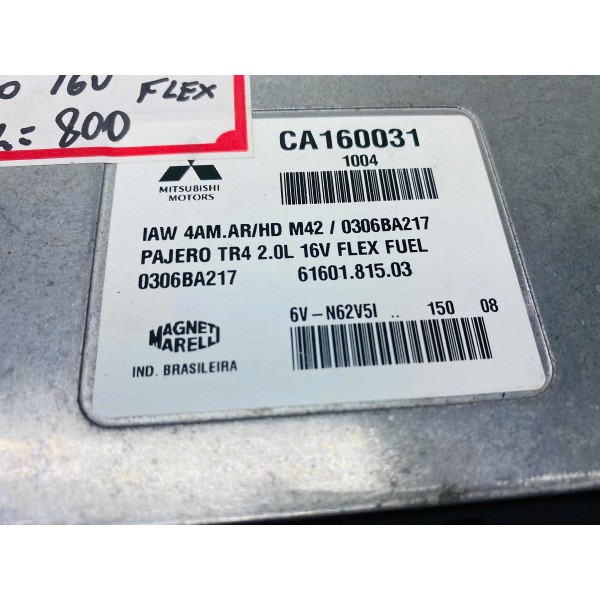 16V FLEX
= 800
CA160031
1004
MITSUBISHI
MOTORS
IAW 4AM.AR/HD M42 / 0306BA217
PAJERO TR4 2.0L 16V FLEX FUEL
0306BA217 61601.815.03
6V-N62V5I .. 150 08
MAGNETI
MARELLI
IND. BRASILEIRA